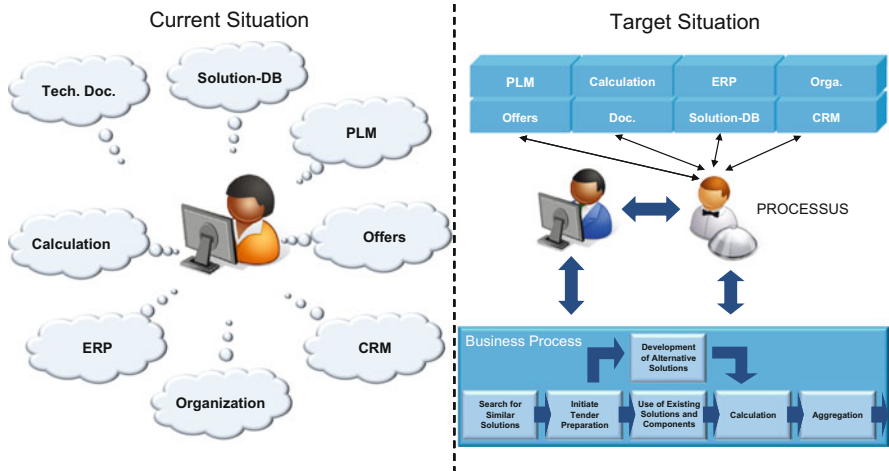 Current Situation
Tech. Doc.
Solution-DB
PLM
Calculation
Offers
ERP
CRM
Organization
Target Situation
PLM
Calculation
ERP
Orga.
Offers
Doc.
Solution-DB
CRM
PROCESSUS
Business Process
Development
of Alternative
Solutions
Search for
Similar
Solutions
Initiate
Tender
Preparation
Use of Existing
Solutions and
Components
Calculation
Aggregation